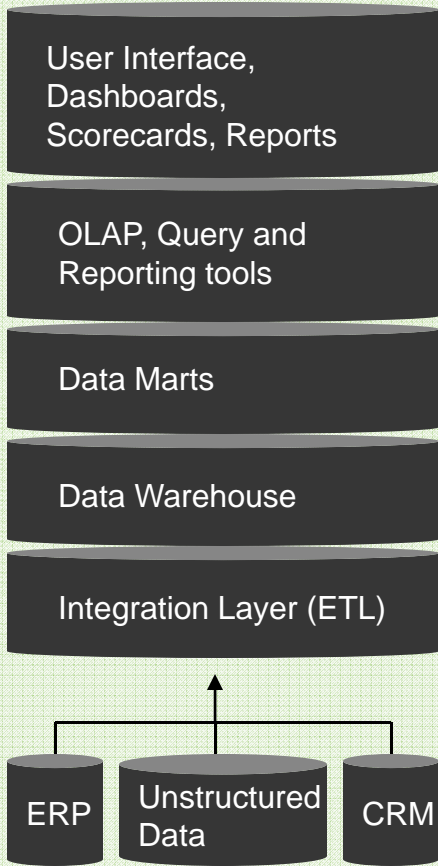 User Interface,
Dashboards,
Scorecards, Reports
OLAP, Query and
Reporting tools
Data Marts
Data Warehouse
Integration Layer (ETL)
ERP
Unstructured
Data
CRM